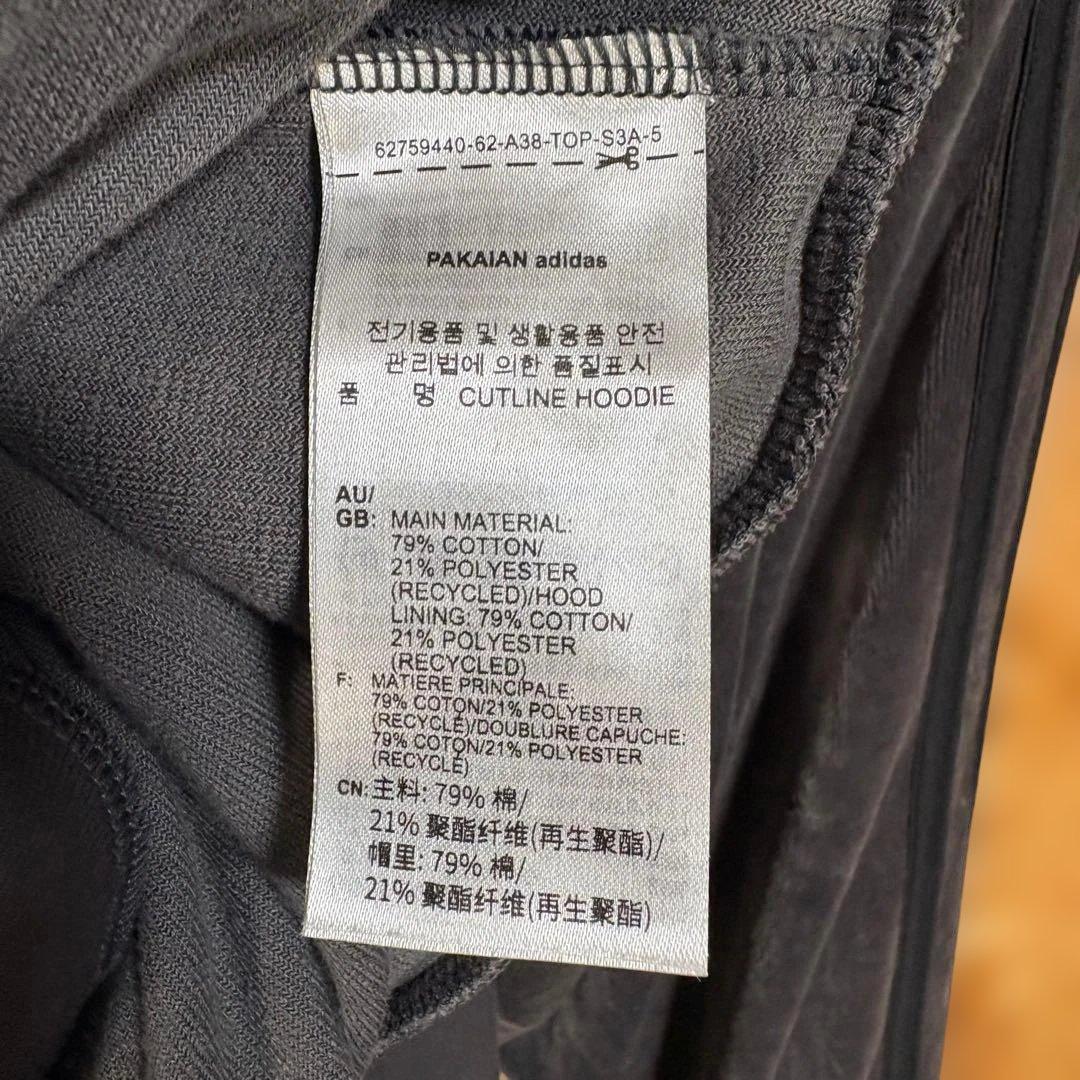 62759440-62-A38-TOP-S3A-5
PAKAIAN adidas
전기용품 및 생활용품 안전
관리법에 의한 품질표시
품 명 CUTLINE HOODIE
AU/
GB: MAIN MATERIAL:
79% COTTON/
21% POLYESTER
(RECYCLED)/HOOD
LINING: 79% COTTON/
21% POLYESTER
(RECYCLED)
F: MATIERE PRINCIPALE:
79% COTON/21% POLYESTER
(RECYCLE)/DOUBLURE CAPUCHE:
79% COTON/21% POLYESTER
(RECYCLE)
CN: 主料: 79% 棉/
21% 聚酯纤维(再生聚酯)/
帽里: 79% 棉/
21% 聚酯纤维(再生聚酯)